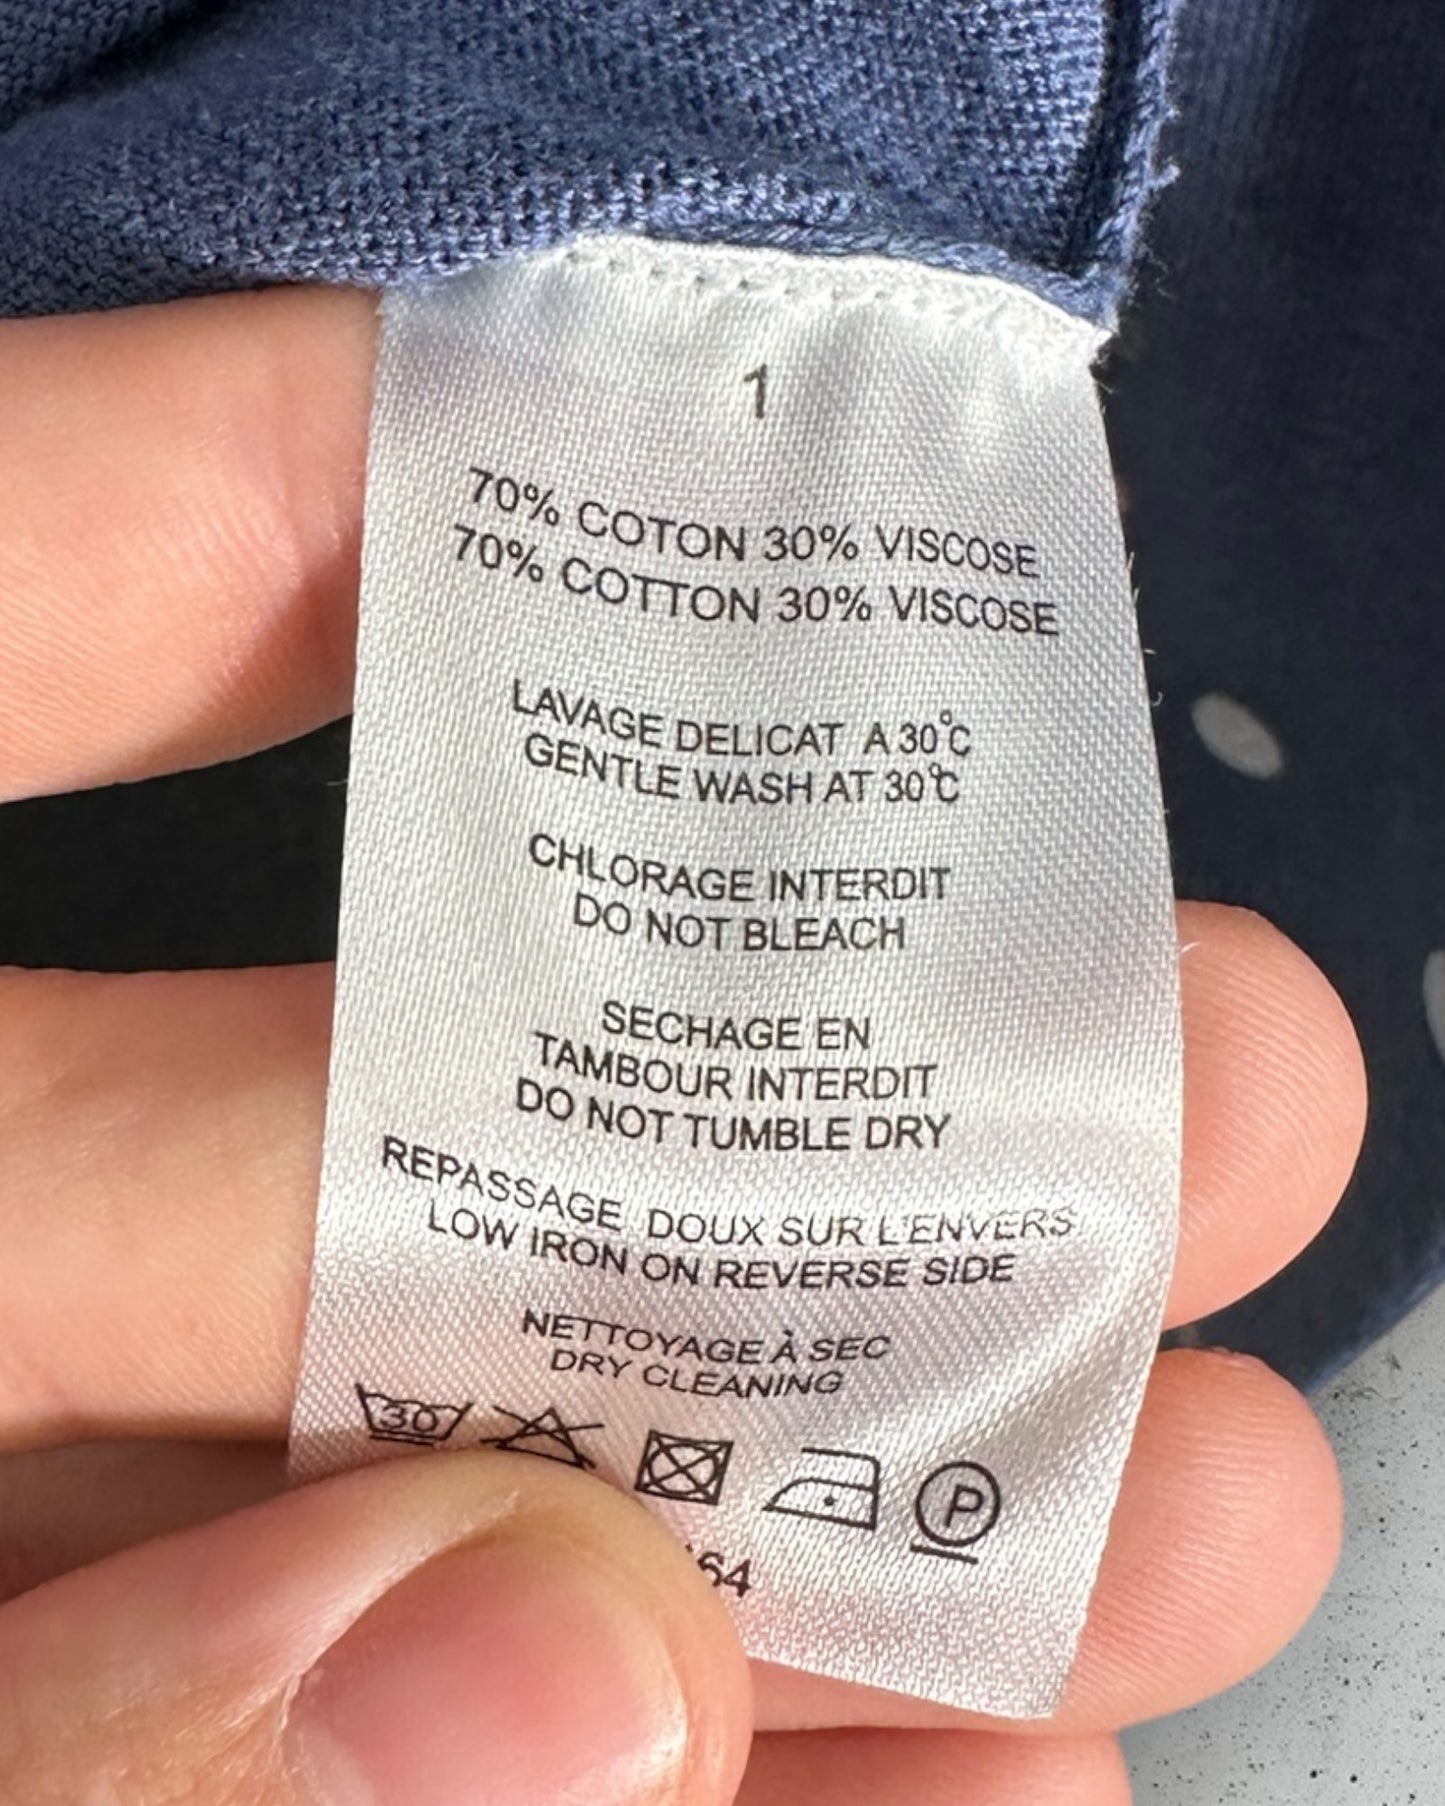 1
70% COTON 30% VISCOSE
70% COTTON 30% VISCOSE
LAVAGE DELICAT A 30°C
GENTLE WASH AT 30°C
CHLORAGE INTERDIT
DO NOT BLEACH
SECHAGE EN
TAMBOUR INTERDIT
DO NOT TUMBLE DRY
REPASSAGE DOUX SUR L'ENVERS
LOW IRON ON REVERSE SIDE
NETTOYAGE À SEC
DRY CLEANING
30 P